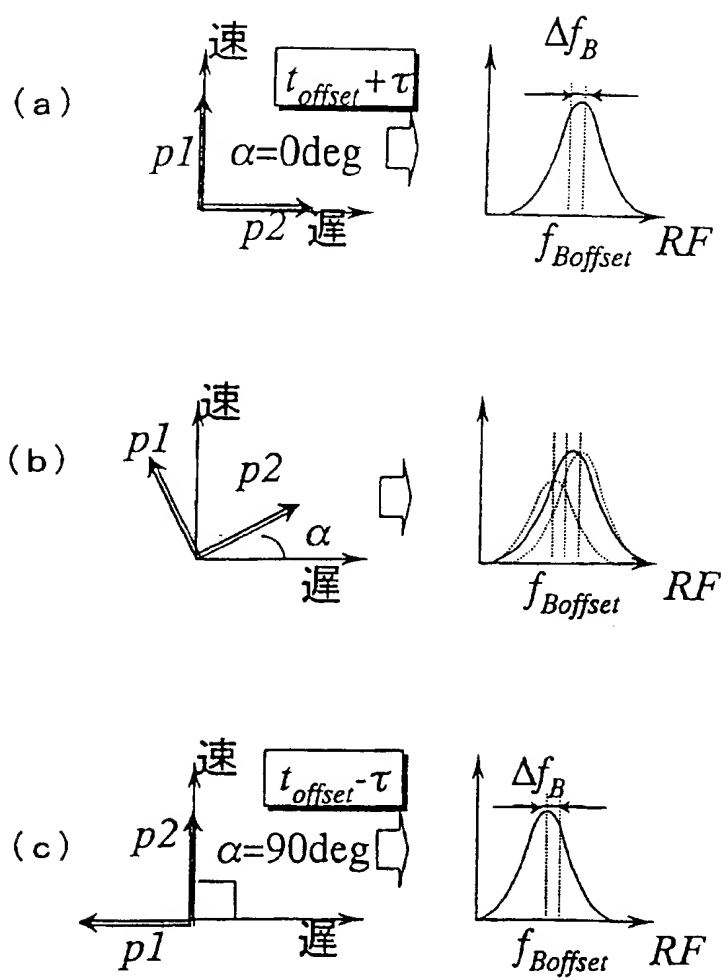 (a)
速
t_offset+τ
p1
α=0deg
p2
遅
Δf_B
f_Boffset
RF
(b)
速
p1
p2
α
遅
f_Boffset
RF
(c)
速
t_offset-τ
p2
α=90deg
p1
遅
Δf_B
f_Boffset
RF